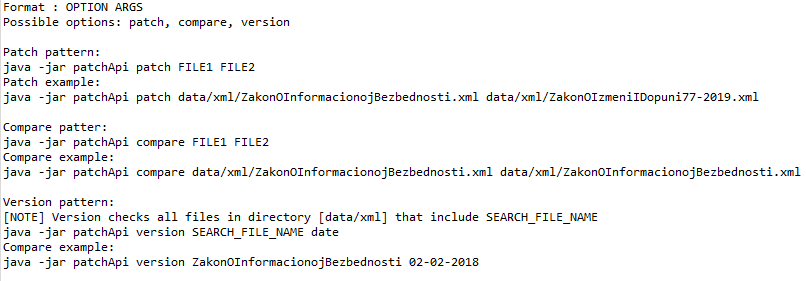 Format : OPTION ARGS
Possible options: patch, compare, version
Patch pattern:
java -jar patchApi patch FILE1 FILE2
Patch example:
java -jar patchApi patch data/xml/ZakonOInformacionojBezbednosti.xml data/xml/ZakonOIzmeniIDopuni77-2019.xml
Compare patter:
java -jar patchApi compare FILE1 FILE2
Compare example:
java -jar patchApi compare data/xml/ZakonOInformacionojBezbednosti.xml data/xml/ZakonOInformacionojBezbednosti.xml
Version pattern:
[NOTE] Version checks all files in directory [data/xml] that include SEARCH_FILE_NAME
java -jar patchApi version SEARCH_FILE_NAME date
Compare example:
java -jar patchApi version ZakonOInformacionojBezbednosti 02-02-2018